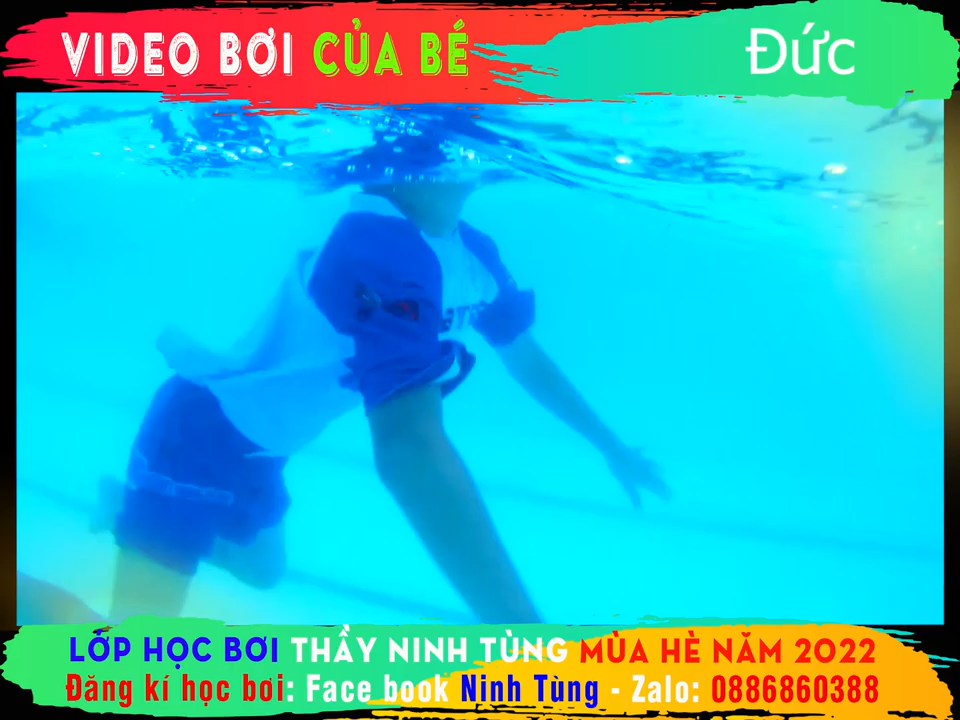 VIDEO BƠI CỦA BÉ
Đức
LỚP HỌC BƠI THẦY NINH TÙNG MÙA HÈ NĂM 2022
Đăng kí học bơi: Face book Ninh Tùng - Zalo: 0886860388